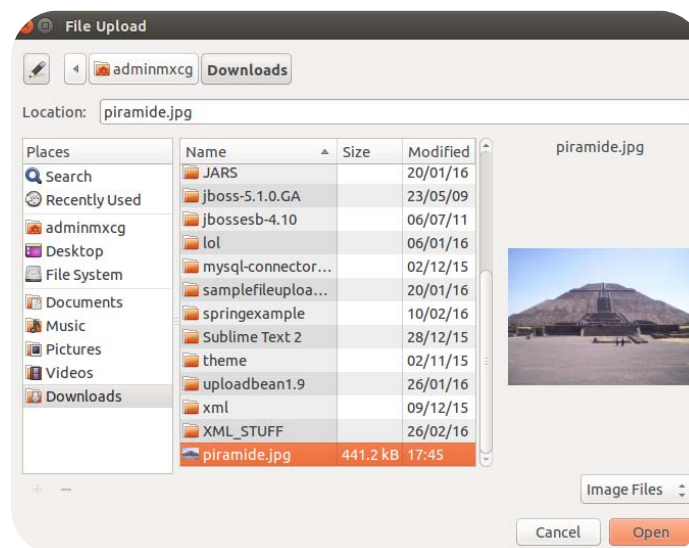 File Upload
adminmxcg Downloads
Location: piramide.jpg
Places
Search
Recently Used
adminmxcg
Desktop
File System
Documents
Music
Pictures
Videos
Downloads
Name Size Modified
JARS 20/01/16
jboss-5.1.0.GA 23/05/09
jbossesb-4.10 06/07/11
lol 06/01/16
mysql-connector... 02/12/15
samplefileuploa... 20/01/16
springexample 10/02/16
Sublime Text 2 28/12/15
theme 02/11/15
uploadbean1.9 26/01/16
xml 09/12/15
XML_STUFF 26/02/16
piramide.jpg 441.2 kB 17:45
piramide.jpg
Image Files
Cancel Open